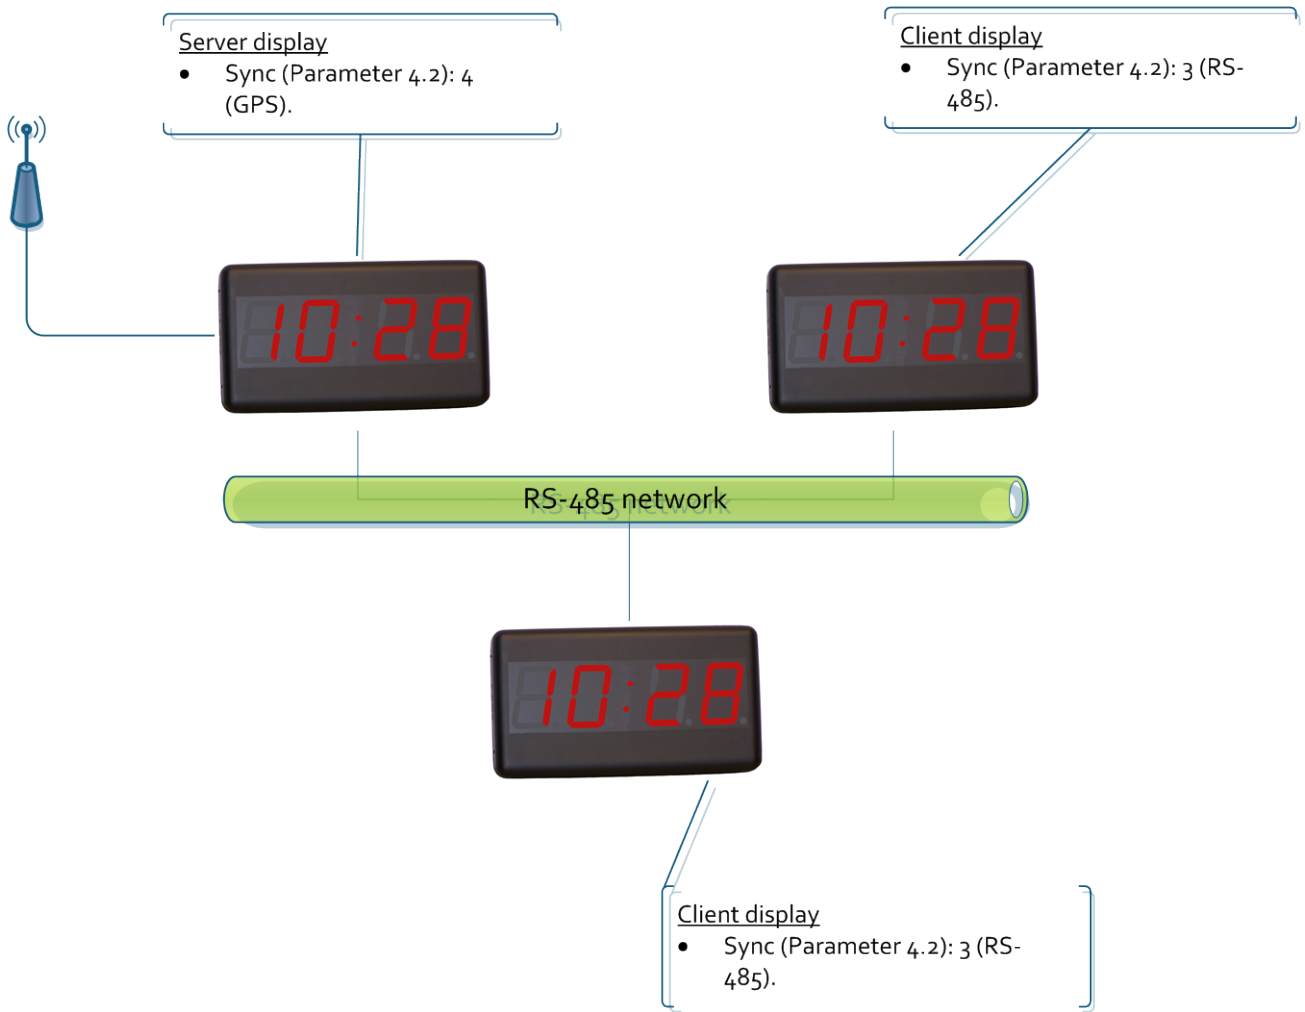 Server display
• Sync (Parameter 4.2): 4
(GPS).
Client display
• Sync (Parameter 4.2): 3 (RS-
485).
10:28
10:28
RS-485 network
10:28
Client display
• Sync (Parameter 4.2): 3 (RS-
485).